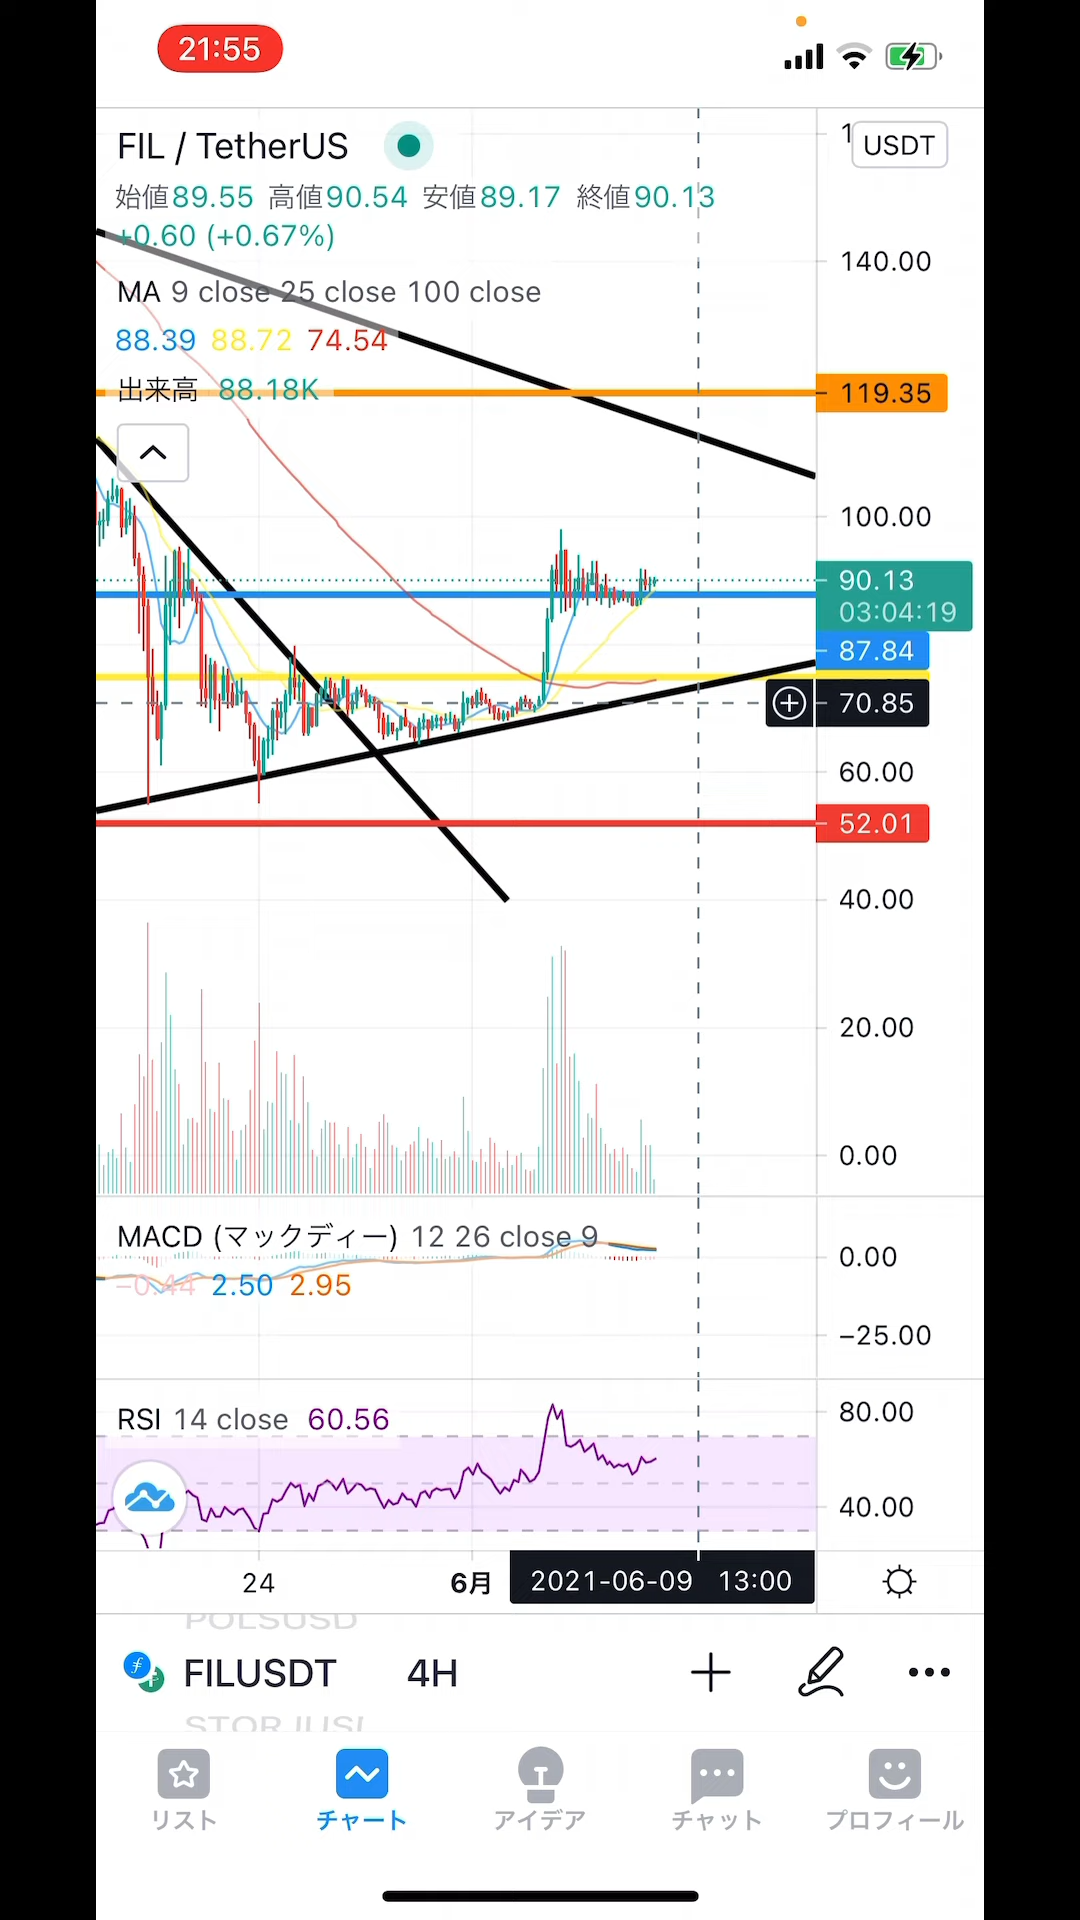 21:55
FIL / TetherUS
USDT
始値89.55 高値90.54 安値89.17 終値90.13
+0.60 (+0.67%)
140.00
MA 9 close 25 close 100 close
88.39 88.72 74.54
出来高 88.18K
119.35
100.00
90.13
03:04:19
87.84
70.85
60.00
52.01
40.00
20.00
0.00
MACD (マックディー) 12 26 close 9
0.00
−0.44 2.50 2.95
−25.00
RSI 14 close 60.56
80.00
40.00
24 6月 2021-06-09 13:00
POLSUSD
FILUSDT 4H
リスト チャート アイデア チャット プロフィール